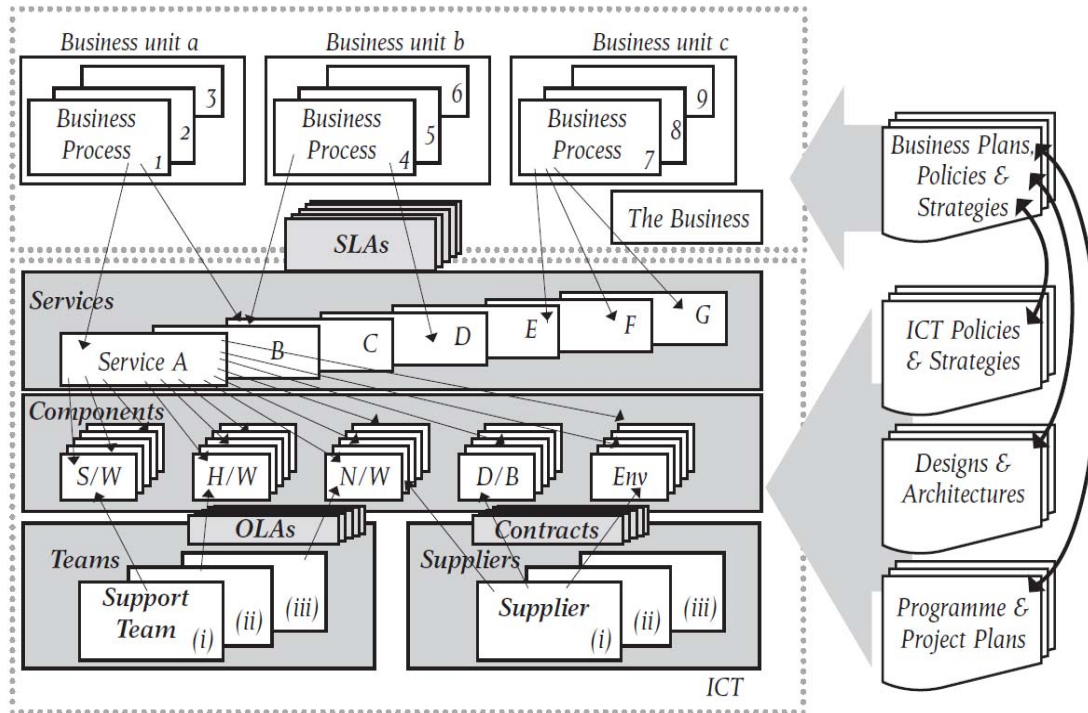 Business unit a
Business unit b
Business unit c
3
6
9
2
5
8
Business
Process
1
Business
Process
4
Business
Process
7
The Business
SLAs
Services
Service A
B
C
D
E
F
G
Components
S/W
H/W
N/W
D/B
Env
OLAs
Contracts
Teams
Suppliers
Support
Team
(i)
(ii)
(iii)
Supplier
(i)
(ii)
(iii)
ICT
Business Plans,
Policies &
Strategies
ICT Policies
& Strategies
Designs &
Architectures
Programme &
Project Plans